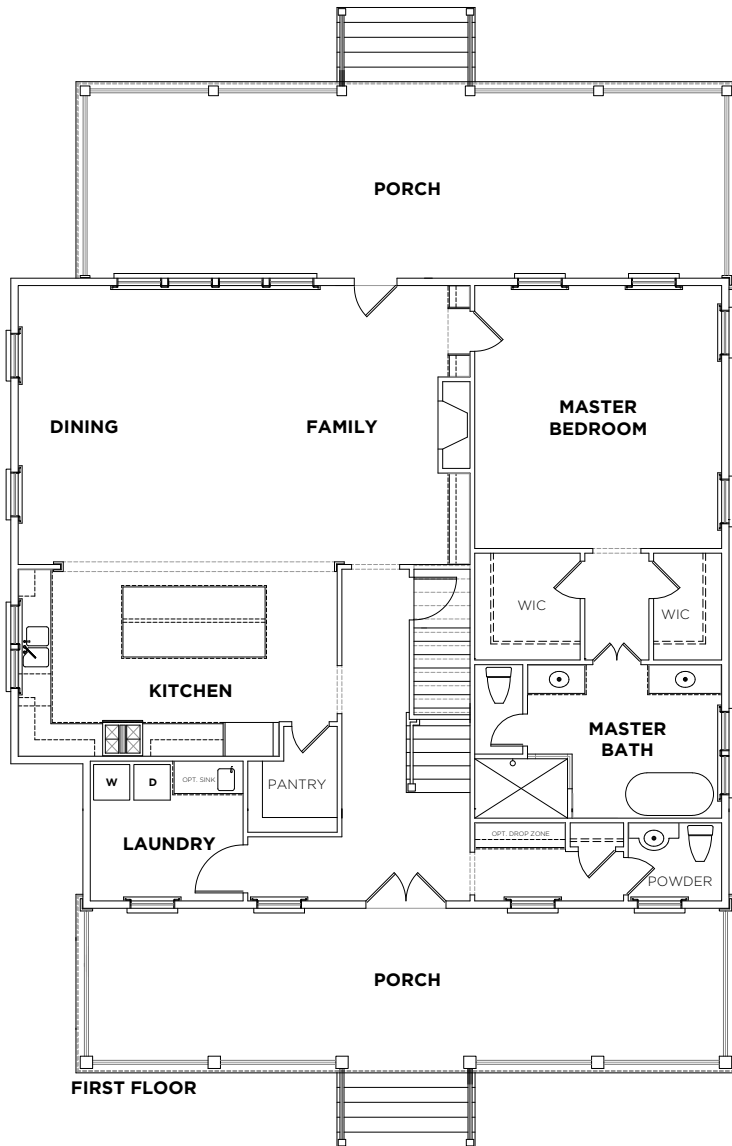 PORCH
DINING
FAMILY
MASTER
BEDROOM
WIC
WIC
KITCHEN
MASTER
BATH
W
D
OPT. SINK
PANTRY
LAUNDRY
OPT. DROP ZONE
POWDER
PORCH
FIRST FLOOR